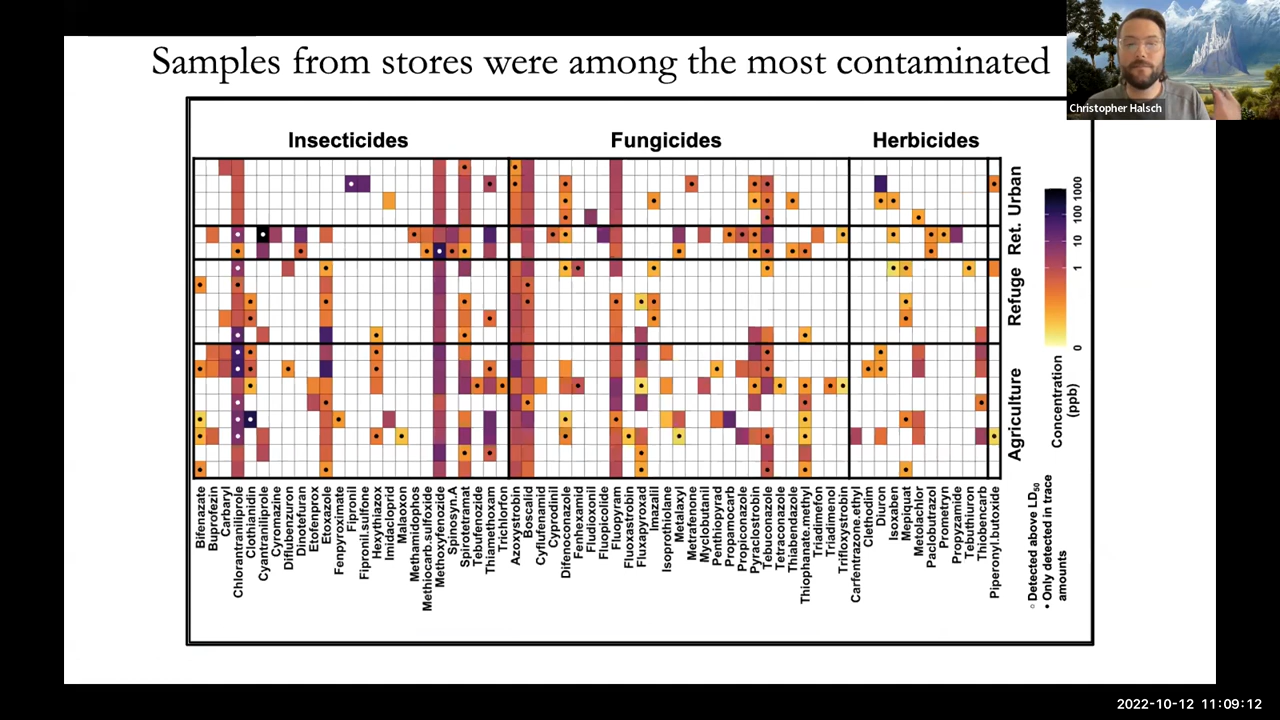 Samples from stores were among the most contaminated
Christopher Halsch
Insecticides
Fungicides
Herbicides
Urban
Ret.
Refuge
Agriculture
1000
100
10
1
0
Concentration
(ppb)
○ Detected above LD50
• Only detected in trace
amounts
Bifenazate
Buprofezin
Carbaryl
Chlorantraniliprole
Clothianidin
Cyantraniliprole
Cyromazine
Diflubenzuron
Dinotefuran
Etofenprox
Etoxazole
Fenpyroximate
Fipronil
Fipronil.sulfone
Hexythiazox
Imidacloprid
Malaoxon
Methamidophos
Methiocarb.sulfoxide
Methoxyfenozide
Spinosyn.A
Spirotetramat
Tebufenozide
Thiamethoxam
Trichlorfon
Azoxystrobin
Boscalid
Cyflufenamid
Cyprodinil
Difenoconazole
Fenhexamid
Fludioxonil
Fluopicolide
Fluopyram
Fluoxastrobin
Fluxapyroxad
Imazalil
Isoprothiolane
Metalaxyl
Metrafenone
Myclobutanil
Penthiopyrad
Propamocarb
Propiconazole
Pyraclostrobin
Tebuconazole
Tetraconazole
Thiabendazole
Thiophanate.methyl
Triadimefon
Triadimenol
Trifloxystrobin
Carfentrazone.ethyl
Clethodim
Diuron
Isoxaben
Mepiquat
Metolachlor
Paclobutrazol
Prometryn
Propyzamide
Tebuthiuron
Thiobencarb
Piperonyl.butoxide
2022-10-12 11:09:12